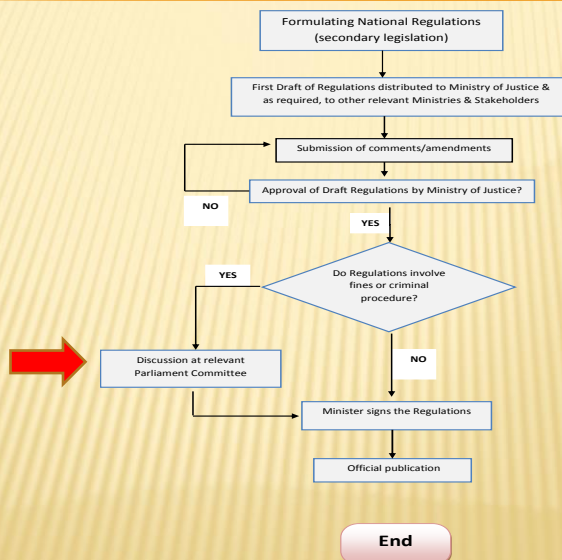 Formulating National Regulations
(secondary legislation)
First Draft of Regulations distributed to Ministry of Justice &
as required, to other relevant Ministries & Stakeholders
Submission of comments/amendments
Approval of Draft Regulations by Ministry of Justice?
NO
YES
Do Regulations involve
fines or criminal
procedure?
YES
Discussion at relevant
Parliament Committee
NO
Minister signs the Regulations
Official publication
End